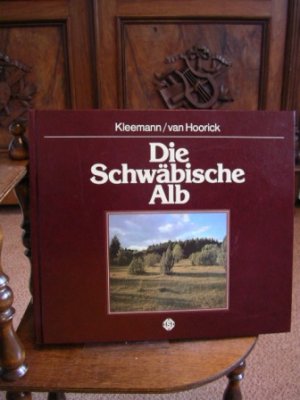 Kleemann/van Hoorick
Die
Schwäbische
Alb